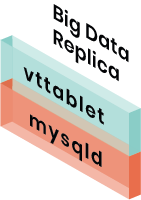 Big Data
Replica
vttablet
mysqld